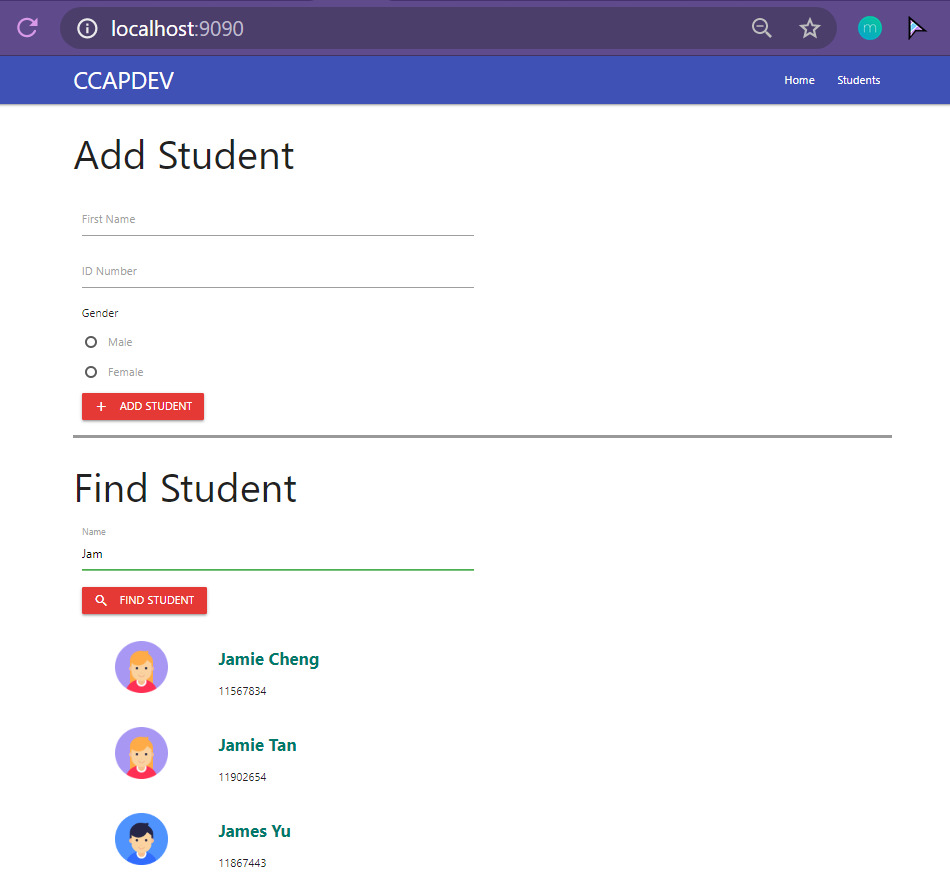 localhost:9090
m
CCAPDEV
Home Students
Add Student
First Name
ID Number
Gender
Male
Female
+ ADD STUDENT
Find Student
Name
Jam
FIND STUDENT
Jamie Cheng
11567834
Jamie Tan
11902654
James Yu
11867443